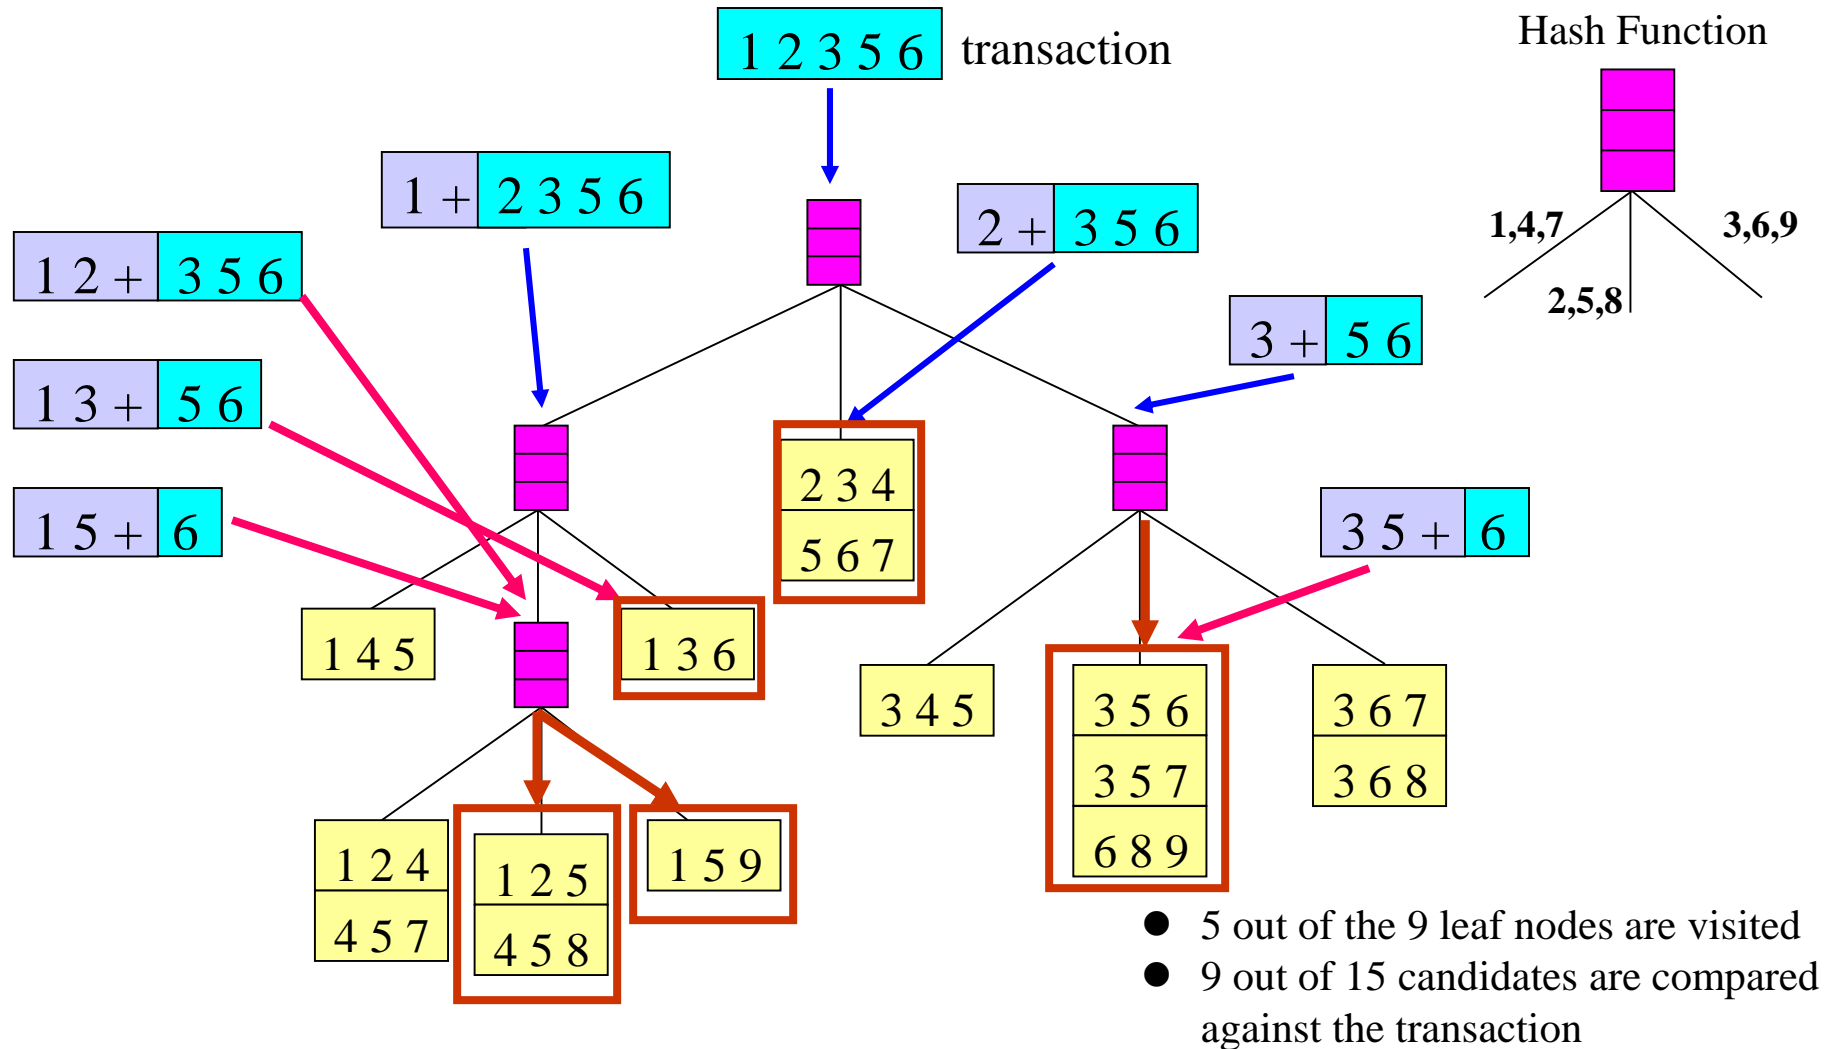 1 2 3 5 6 transaction
Hash Function
1 + 2 3 5 6
2 + 3 5 6
1,4,7
3,6,9
2,5,8
1 2 + 3 5 6
3 + 5 6
1 3 + 5 6
2 3 4
5 6 7
1 5 + 6
3 5 + 6
1 4 5
1 3 6
3 4 5
3 5 6
3 5 7
6 8 9
3 6 7
3 6 8
1 2 4
4 5 7
1 2 5
4 5 8
1 5 9
● 5 out of the 9 leaf nodes are visited
● 9 out of 15 candidates are compared
against the transaction